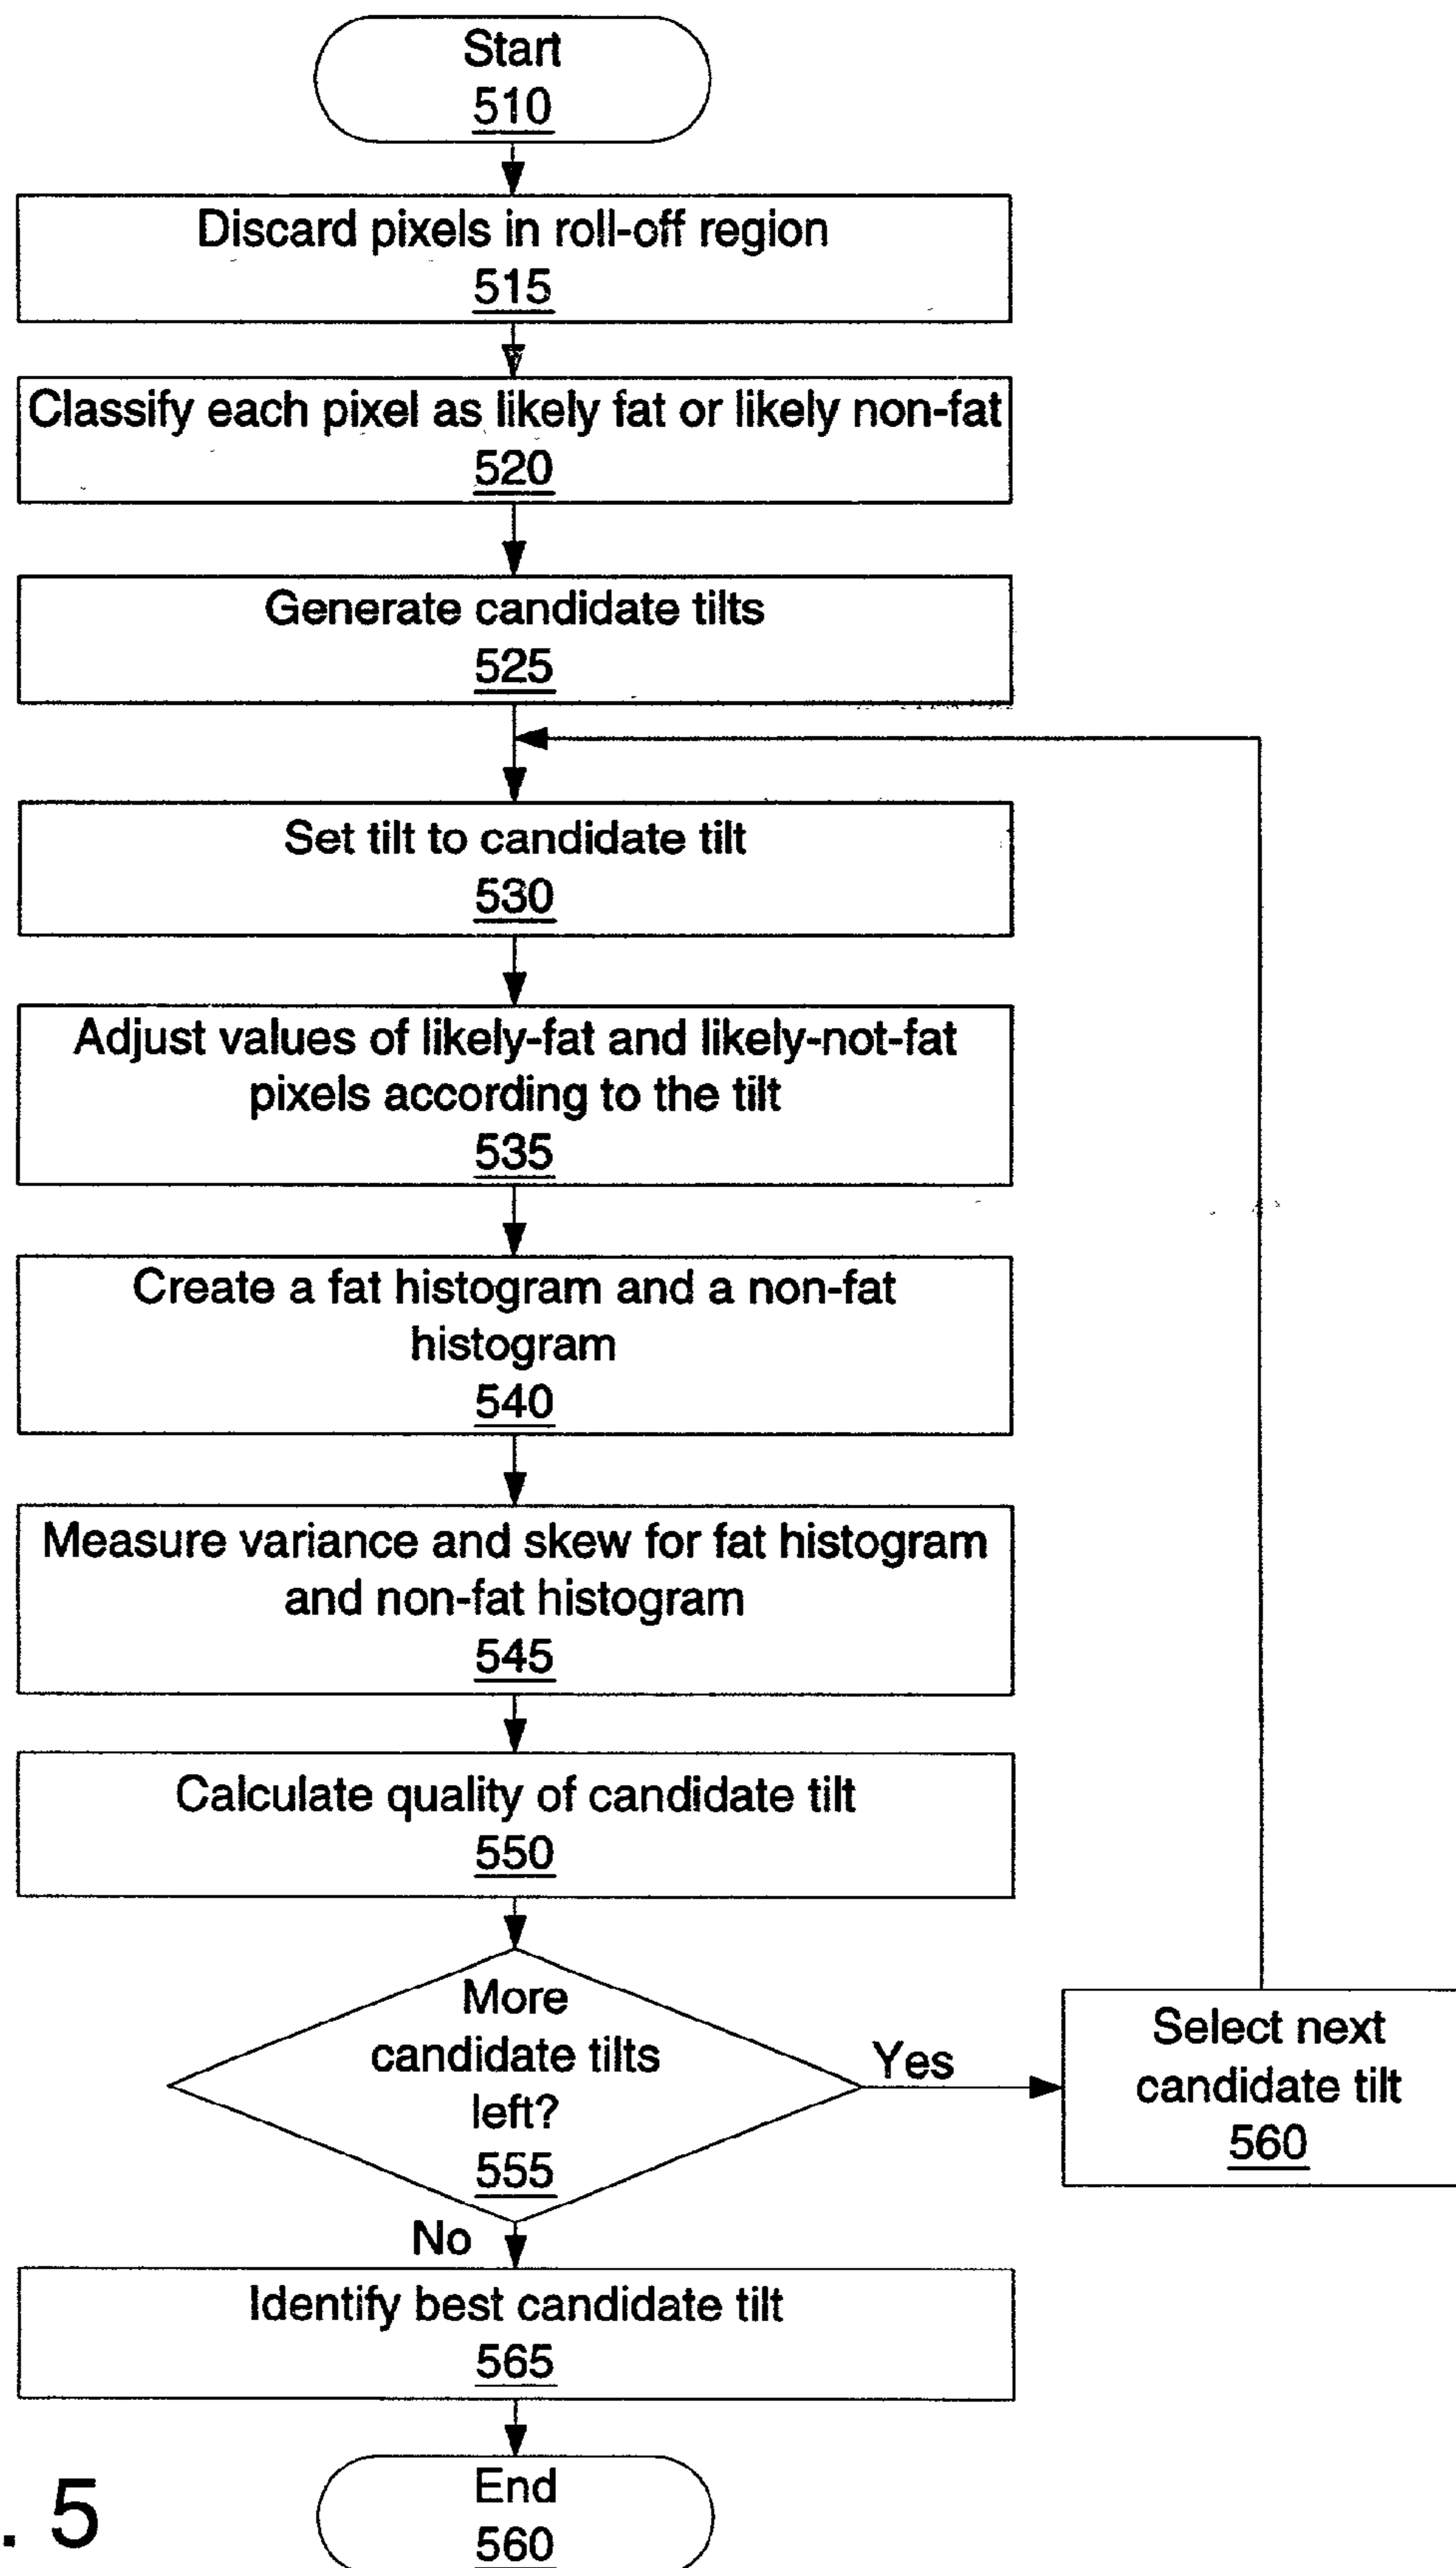 Start
510
Discard pixels in roll-off region
515
Classify each pixel as likely fat or likely non-fat
520
Generate candidate tilts
525
Set tilt to candidate tilt
530
Adjust values of likely-fat and likely-not-fat
pixels according to the tilt
535
Create a fat histogram and a non-fat
histogram
540
Measure variance and skew for fat histogram
and non-fat histogram
545
Calculate quality of candidate tilt
550
More
candidate tilts
left?
555
Yes
Select next
candidate tilt
560
No
Identify best candidate tilt
565
End
560
. 5